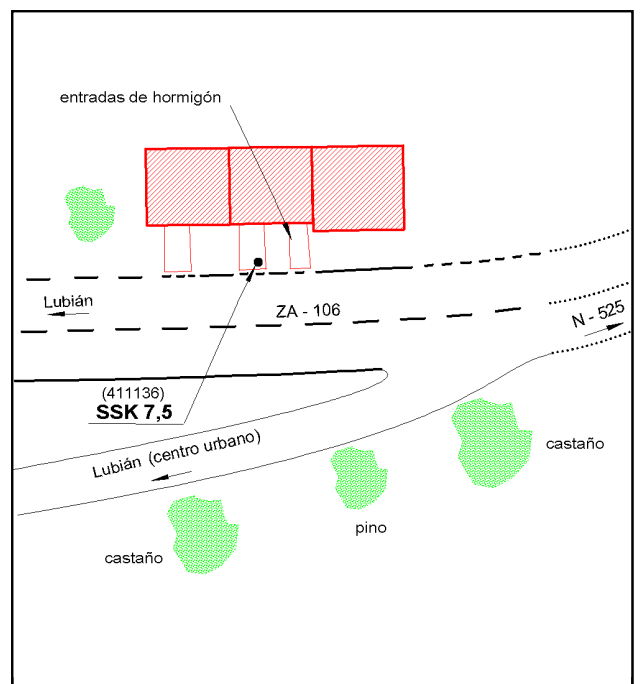 entradas de hormigón
Lubián
ZA - 106
N - 525
(411136)
SSK 7,5
Lubián (centro urbano)
castaño
pino
castaño